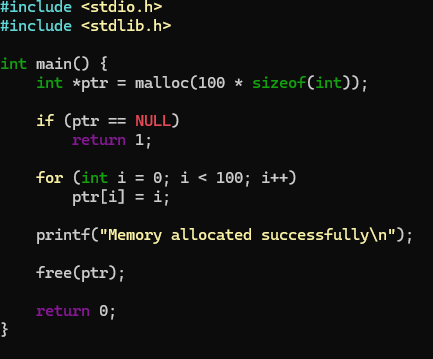 #include <stdio.h>
#include <stdlib.h>

int main() {
    int *ptr = malloc(100 * sizeof(int));

    if (ptr == NULL)
        return 1;

    for (int i = 0; i < 100; i++)
        ptr[i] = i;

    printf("Memory allocated successfully\n");

    free(ptr);

    return 0;
}